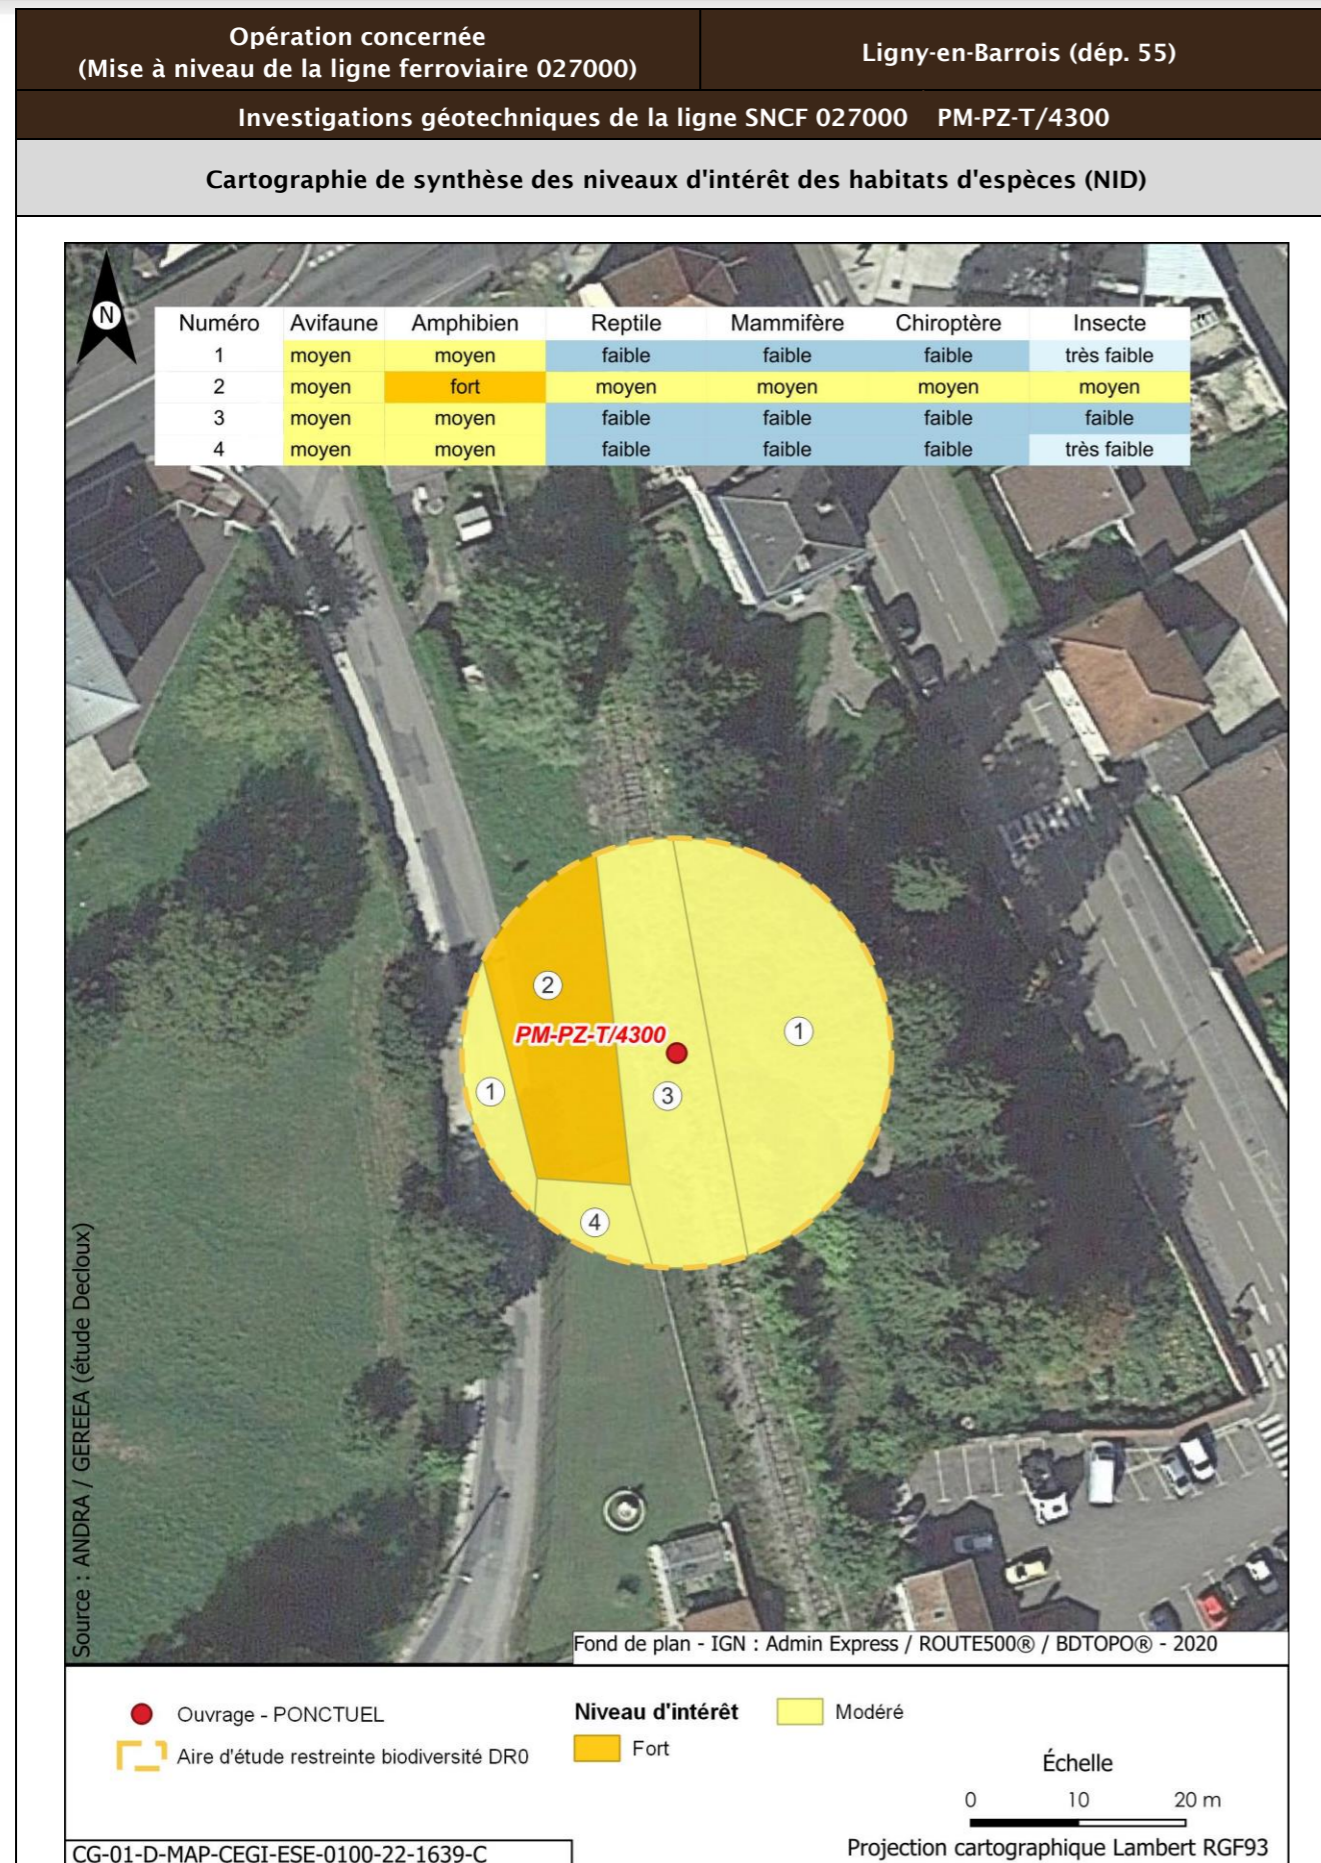 Opération concernée
(Mise à niveau de la ligne ferroviaire 027000)
Ligny-en-Barrois (dép. 55)
Investigations géotechniques de la ligne SNCF 027000 PM-PZ-T/4300
Cartographie de synthèse des niveaux d'intérêt des habitats d'espèces (NID)
N
Numéro Avifaune Amphibien Reptile Mammifère Chiroptère Insecte
1 moyen moyen faible faible faible très faible
2 moyen fort moyen moyen moyen moyen
3 moyen moyen faible faible faible faible
4 moyen moyen faible faible faible très faible
2
PM-PZ-T/4300
1
1
3
4
Source : ANDRA / GEREEA (étude Decloux)
Fond de plan - IGN : Admin Express / ROUTE500® / BDTOPO® - 2020
Ouvrage - PONCTUEL
Aire d'étude restreinte biodiversité DR0
Niveau d'intérêt
Fort
Modéré
Échelle
0 10 20 m
Projection cartographique Lambert RGF93
CG-01-D-MAP-CEGI-ESE-0100-22-1639-C